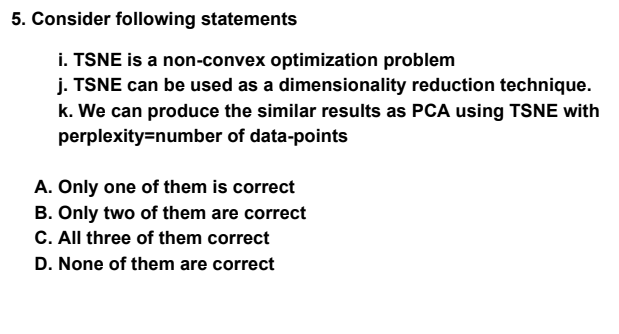 5. Consider following statements
i. TSNE is a non-convex optimization problem
j. TSNE can be used as a dimensionality reduction technique.
k. We can produce the similar results as PCA using TSNE with
perplexity=number of data-points
A. Only one of them is correct
B. Only two of them are correct
C. All three of them correct
D. None of them are correct